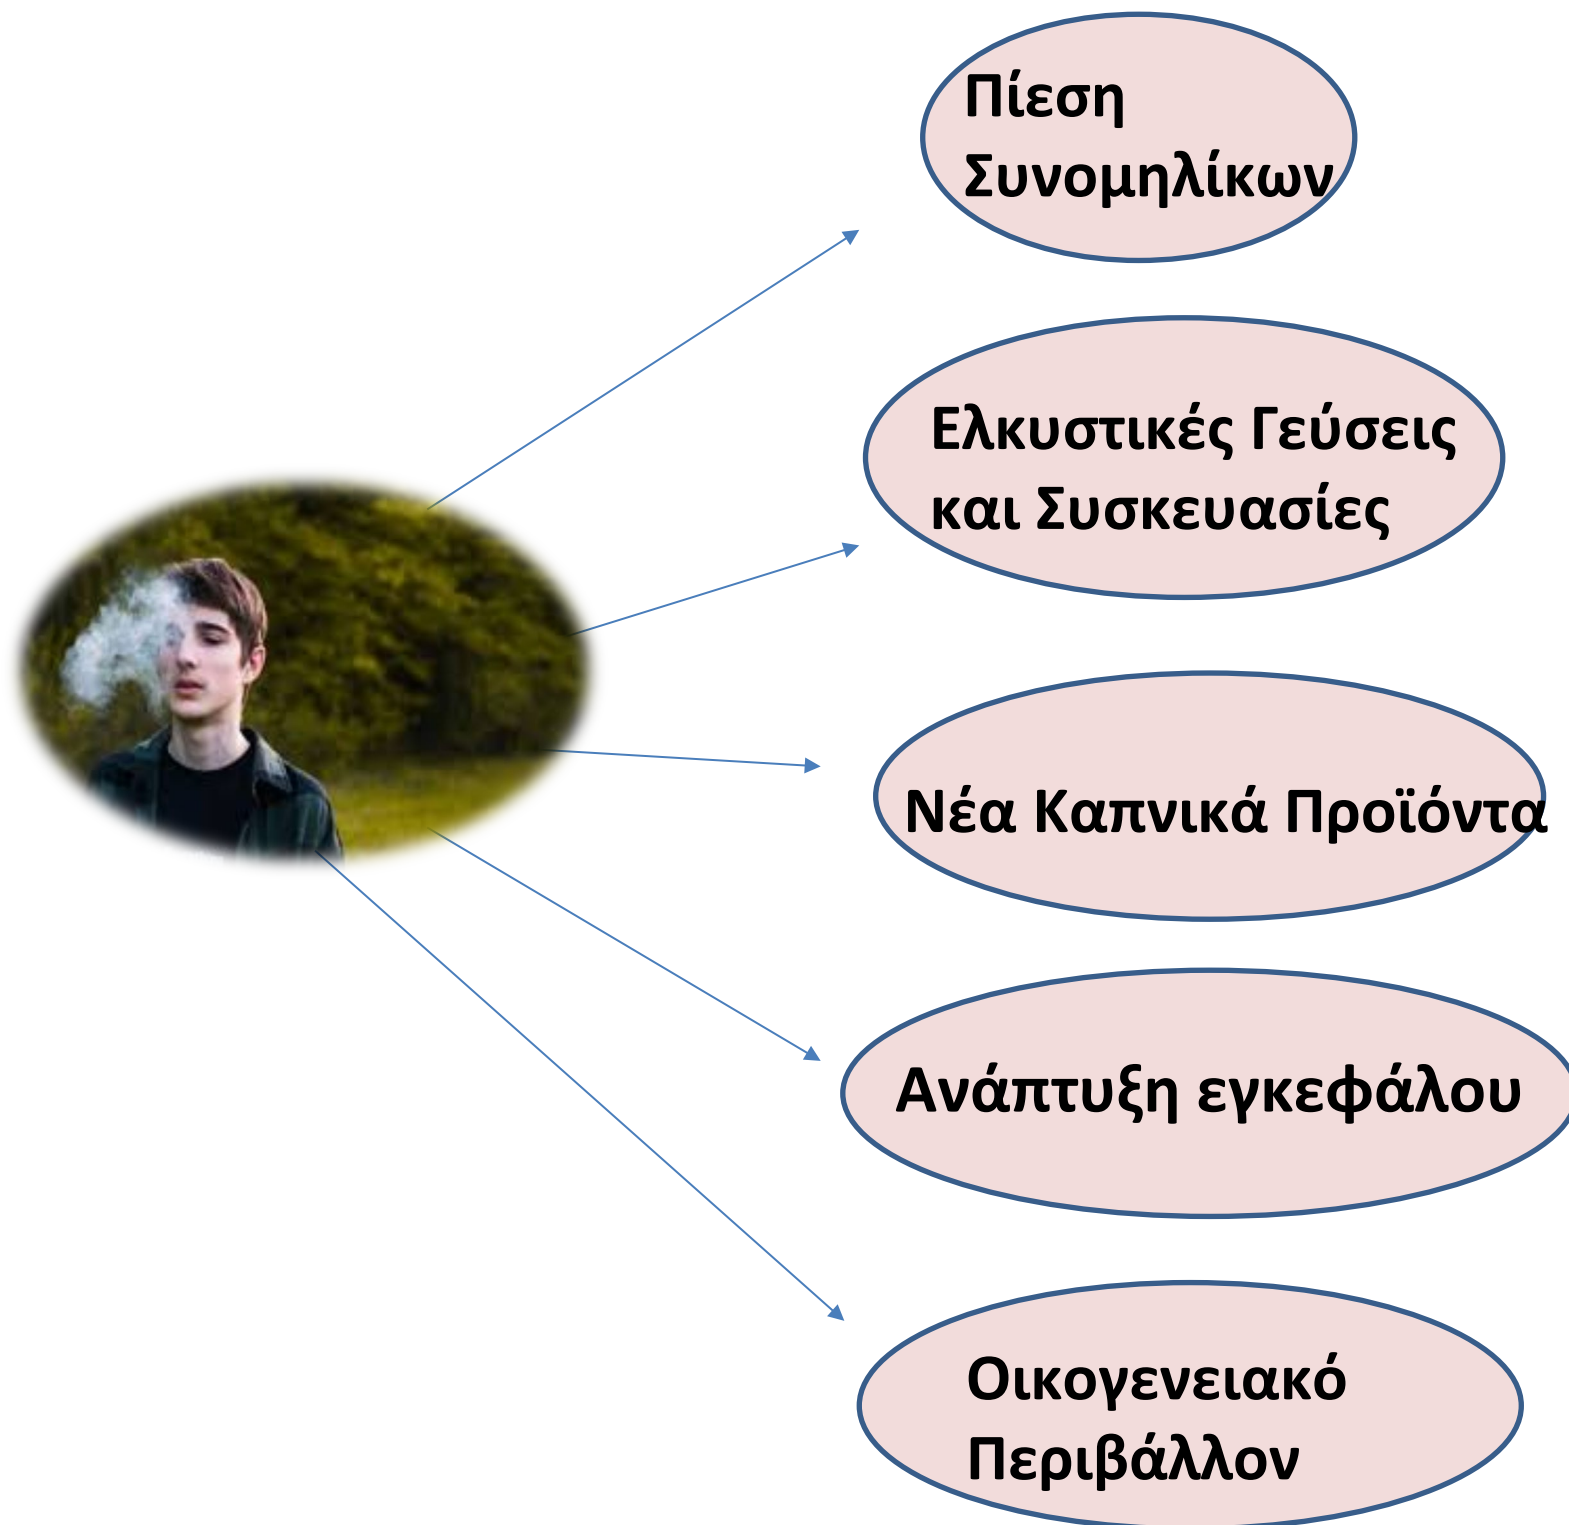 Πίεση
Συνομηλίκων
Ελκυστικές Γεύσεις
και Συσκευασίες
Νέα Καπνικά Προϊόντα
Ανάπτυξη εγκεφάλου
Οικογενειακό
Περιβάλλον